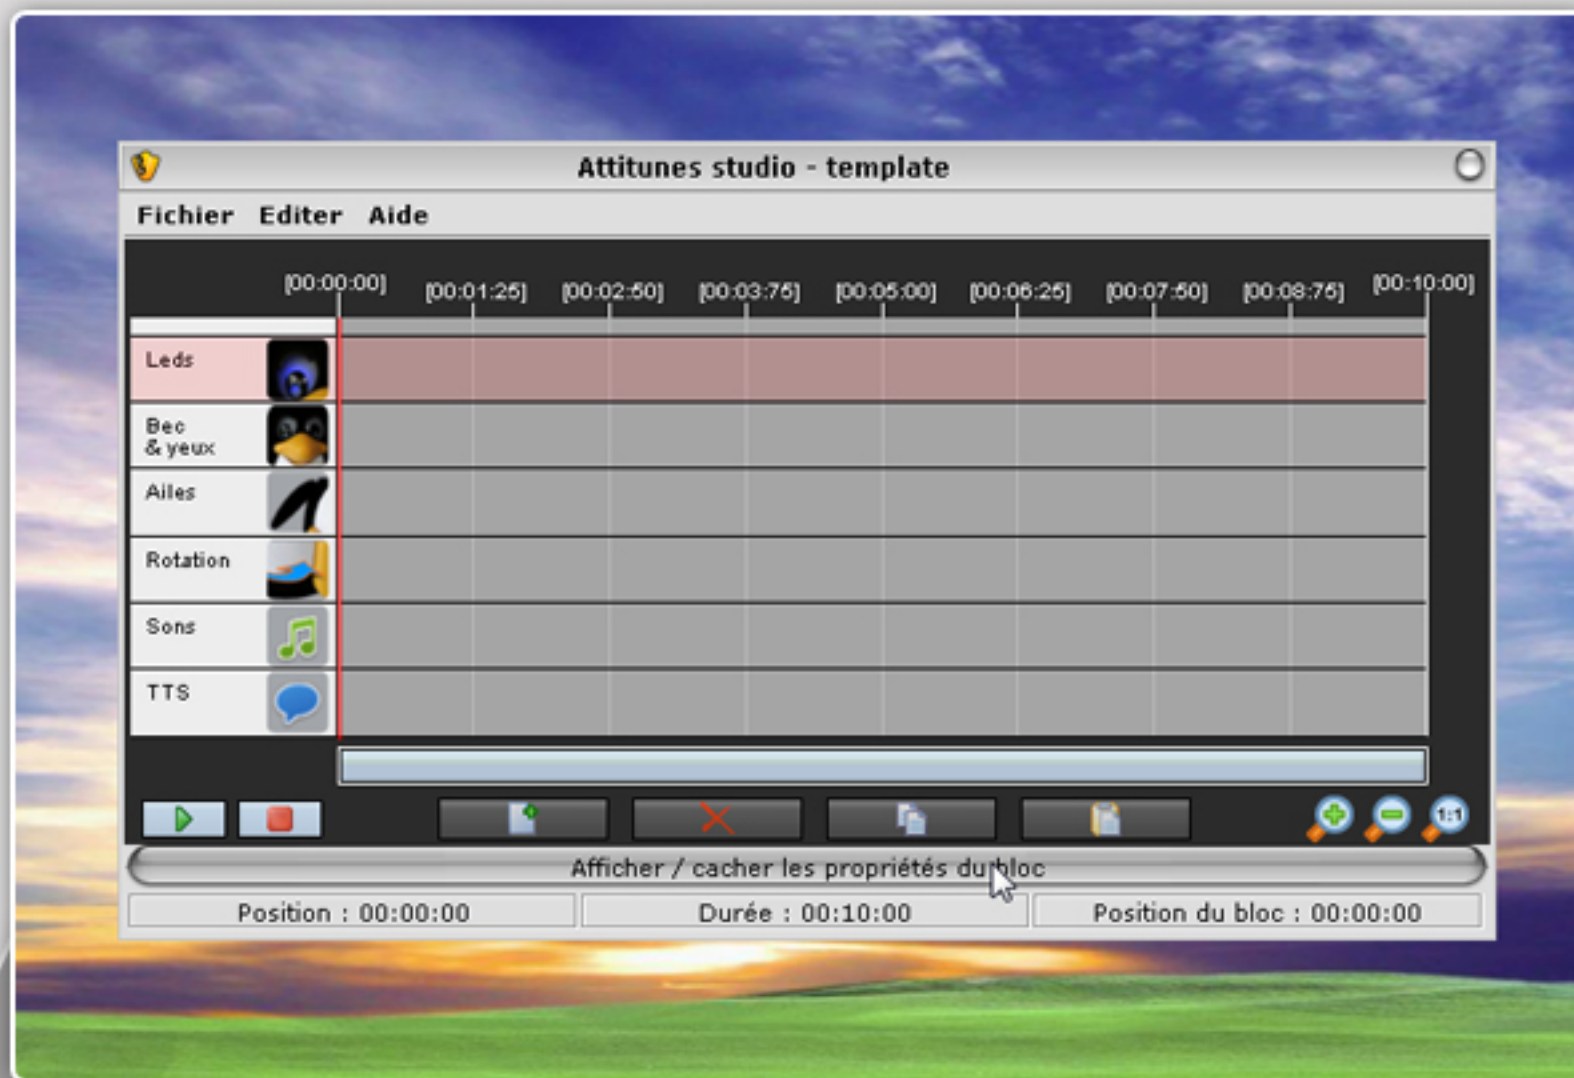 Attitunes studio - template
Fichier Editer Aide
[00:00:00] [00:01:25] [00:02:50] [00:03:75] [00:05:00] [00:06:25] [00:07:50] [00:08:75] [00:10:00]
Leds
Bec
& yeux
Ailes
Rotation
Sons
TTS
1:1
Afficher / cacher les propriétés du bloc
Position : 00:00:00 Durée : 00:10:00 Position du bloc : 00:00:00